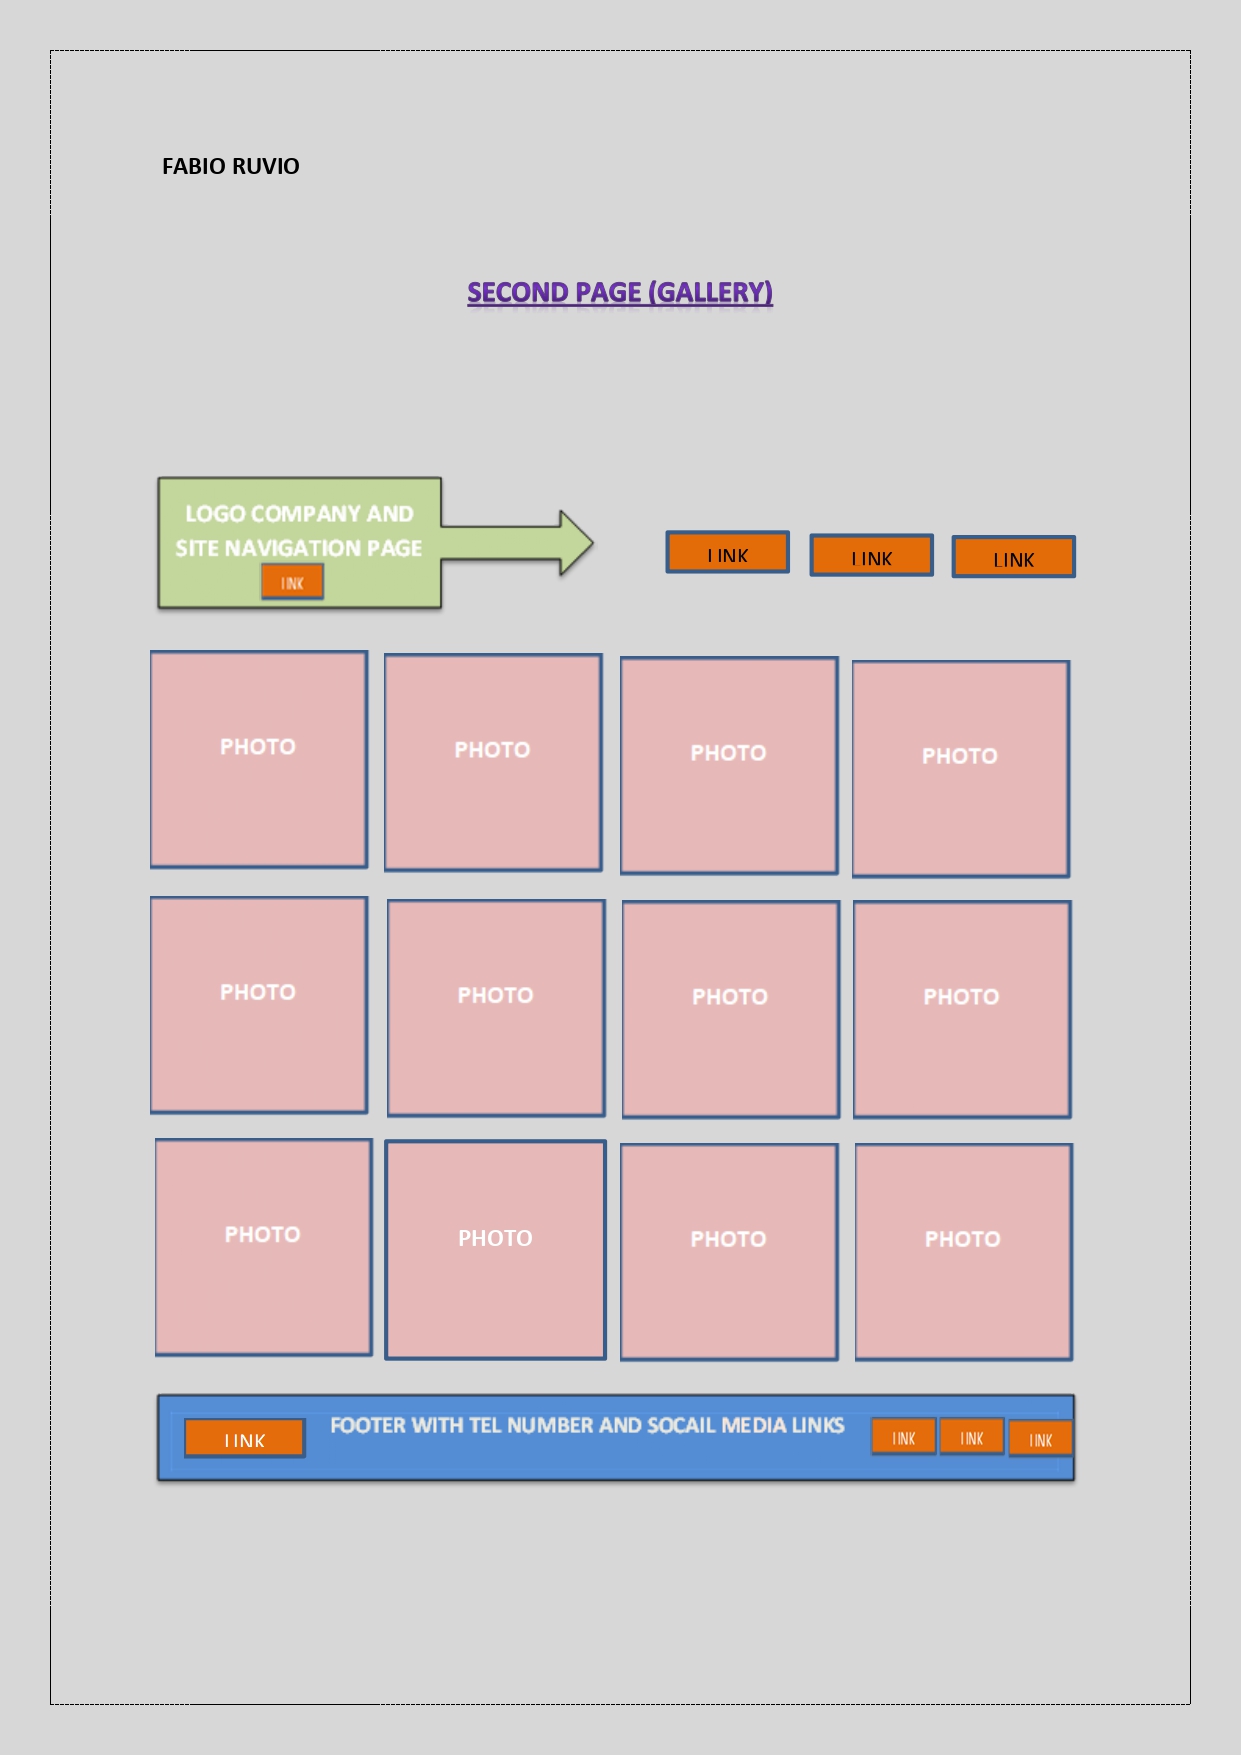 FABIO RUVIO
SECOND PAGE (GALLERY)
LOGO COMPANY AND
SITE NAVIGATION PAGE
LINK
LINK LINK LINK
PHOTO PHOTO PHOTO PHOTO
PHOTO PHOTO PHOTO PHOTO
PHOTO PHOTO PHOTO PHOTO
LINK FOOTER WITH TEL NUMBER AND SOCAIL MEDIA LINKS LINK LINK LINK